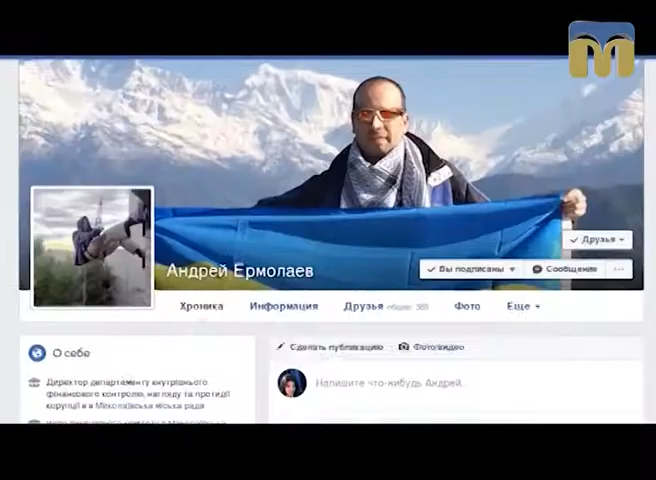 Андрей Ермолаев
Друзья
Вы подписаны
Сообщение
Хроника Информация Друзья Фото Еще
О себе
Директор департаменту внутрішнього
фінансового контролю, нагляду та протидії
корупції в в Миколаївська міська рада
Сделать публикацию Фото/видео
Напишите что-нибудь Андрей.